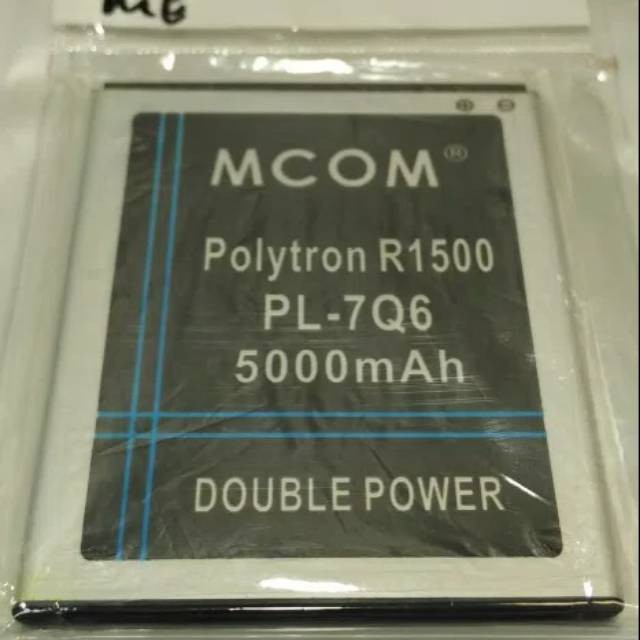 MCOM®
Polytron R1500
PL-7Q6
5000mAh
DOUBLE POWER